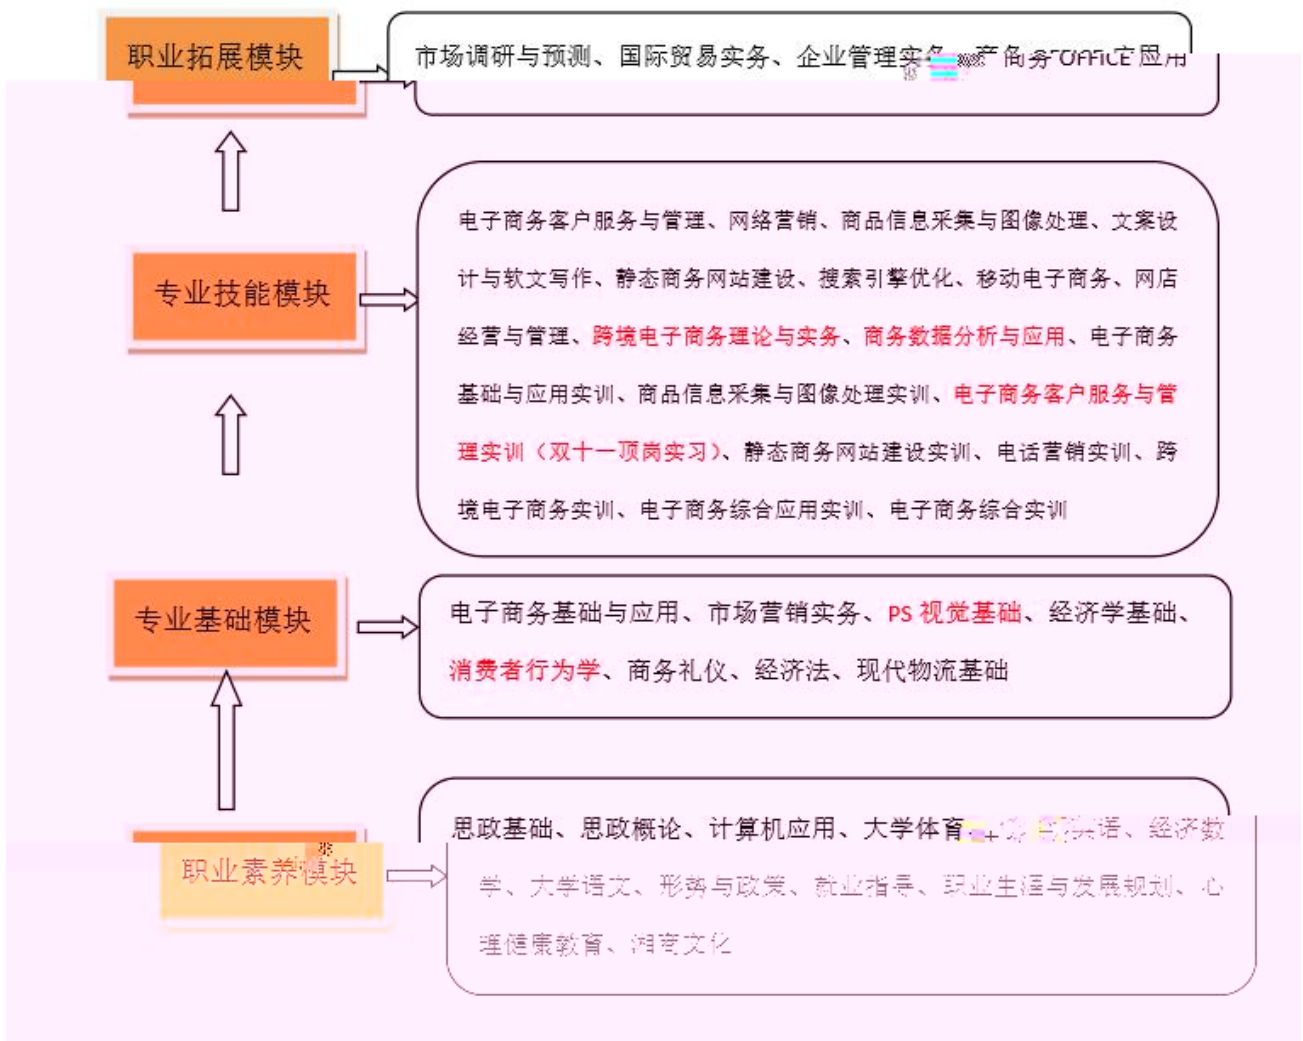 职业拓展模块
市场调研与预测、国际贸易实务、企业管理实务 商务 OFFICE 应用
专业技能模块
电子商务客户服务与管理、网络营销、商品信息采集与图像处理、文案设
计与软文写作、静态商务网站建设、搜索引擎优化、移动电子商务、网店
经营与管理、跨境电子商务理论与实务、商务数据分析与应用、电子商务
基础与应用实训、商品信息采集与图像处理实训、电子商务客户服务与管
理实训（双十一顶岗实习）、静态商务网站建设实训、电话营销实训、跨
境电子商务实训、电子商务综合应用实训、电子商务综合实训
专业基础模块
电子商务基础与应用、市场营销实务、PS 视觉基础、经济学基础、
消费者行为学、商务礼仪、经济法、现代物流基础
职业素养模块
思政基础、思政概论、计算机应用、大学体育 英语、经济数
学、大学语文、形势与政策、就业指导、职业生涯与发展规划、心
理健康教育、湘商文化